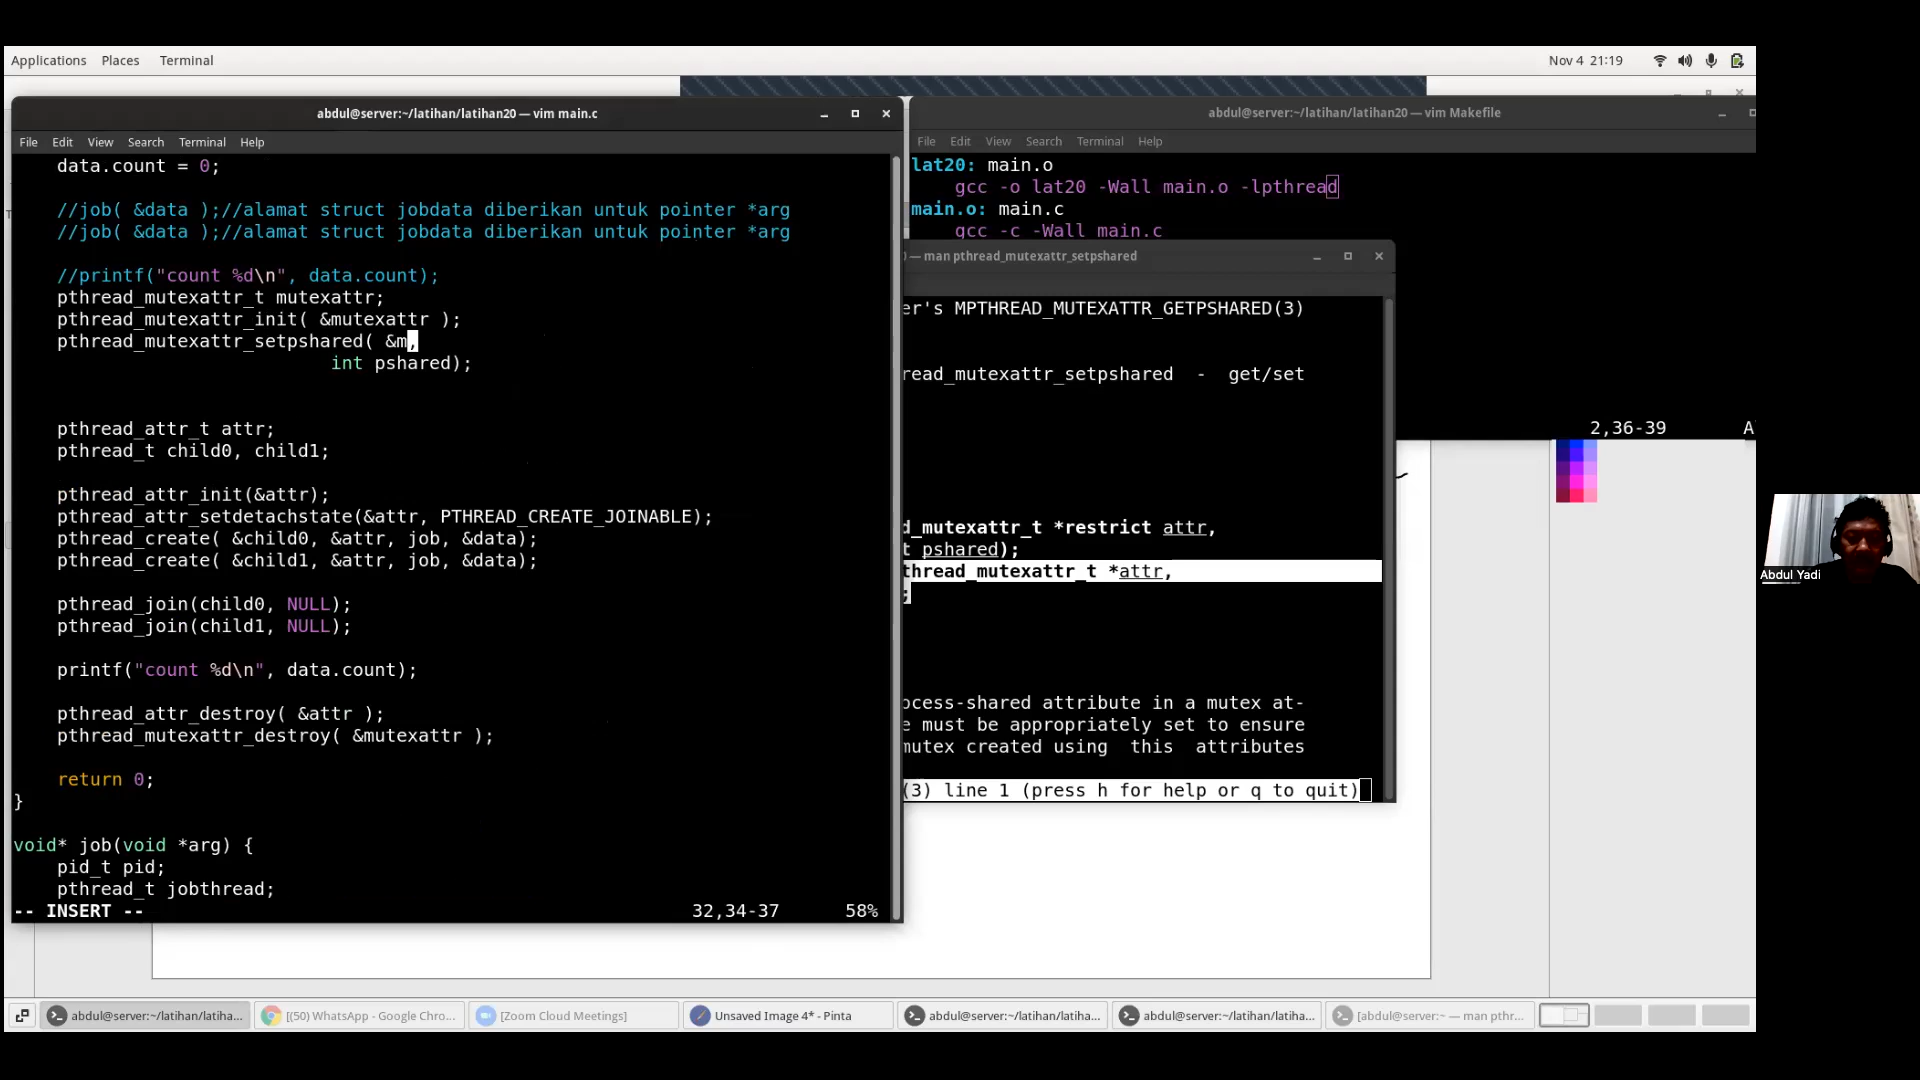 Applications Places Terminal
Nov 4 21:19
abdul@server:~/latihan/latihan20 — vim main.c
File Edit View Search Terminal Help
data.count = 0;
//job( &data );//alamat struct jobdata diberikan untuk pointer *arg
//job( &data );//alamat struct jobdata diberikan untuk pointer *arg
//printf("count %d\n", data.count);
pthread_mutexattr_t mutexattr;
pthread_mutexattr_init( &mutexattr );
pthread_mutexattr_setpshared( &m,
int pshared);
pthread_attr_t attr;
pthread_t child0, child1;
pthread_attr_init(&attr);
pthread_attr_setdetachstate(&attr, PTHREAD_CREATE_JOINABLE);
pthread_create( &child0, &attr, job, &data);
pthread_create( &child1, &attr, job, &data);
pthread_join(child0, NULL);
pthread_join(child1, NULL);
printf("count %d\n", data.count);
pthread_attr_destroy( &attr );
pthread_mutexattr_destroy( &mutexattr );
return 0;
}
void* job(void *arg) {
pid_t pid;
pthread_t jobthread;
-- INSERT --
32,34-37
58%
abdul@server:~/latihan/latihan20 — vim Makefile
File Edit View Search Terminal Help
lat20: main.o
gcc -o lat20 -Wall main.o -lpthread
main.o: main.c
gcc -c -Wall main.c
2,36-39
A
— man pthread_mutexattr_setpshared
er's MPTHREAD_MUTEXATTR_GETPSHARED(3)
read_mutexattr_setpshared - get/set
d_mutexattr_t *restrict attr,
t pshared);
thread_mutexattr_t *attr,
;
ocess-shared attribute in a mutex at-
e must be appropriately set to ensure
mutex created using this attributes
(3) line 1 (press h for help or q to quit)
Abdul Yadi
abdul@server:~/latihan/latiha...
[(50) WhatsApp - Google Chro...
[Zoom Cloud Meetings]
Unsaved Image 4* - Pinta
abdul@server:~/latihan/latiha...
abdul@server:~/latihan/latiha...
[abdul@server:~ — man pthr...